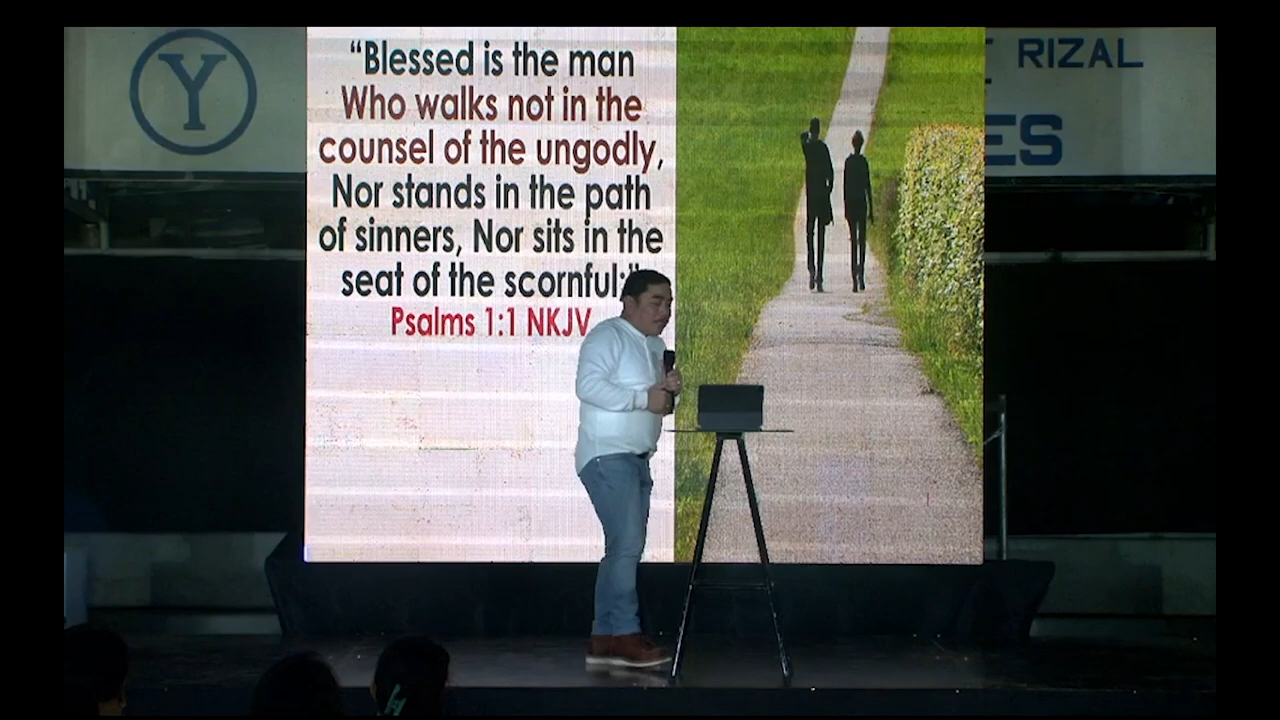 “Blessed is the man
Who walks not in the
counsel of the ungodly,
Nor stands in the path
of sinners, Nor sits in the
seat of the scornful;"
Psalms 1:1 NKJV
Y
RIZAL
ES